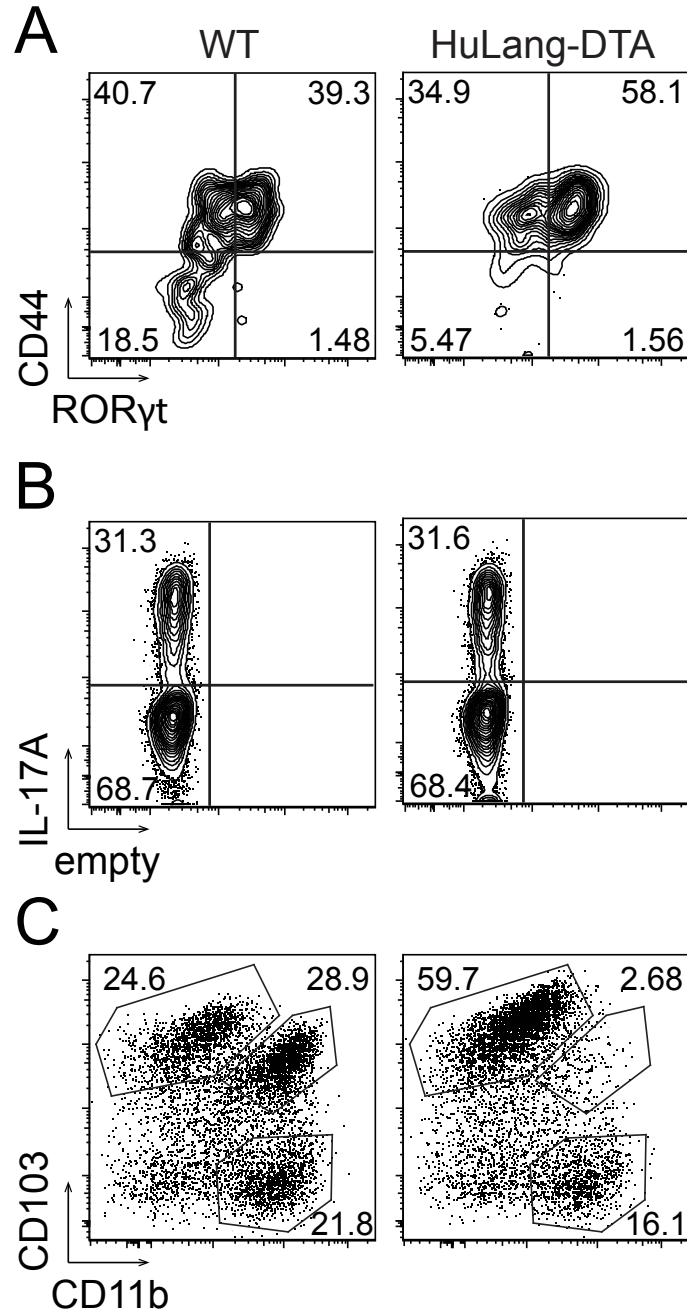 A
WT
HuLang-DTA
40.7
39.3
34.9
58.1
18.5
1.48
5.47
1.56
CD44
RORγt
B
31.3
31.6
68.7
68.4
IL-17A
empty
C
24.6
28.9
59.7
2.68
21.8
16.1
CD103
CD11b